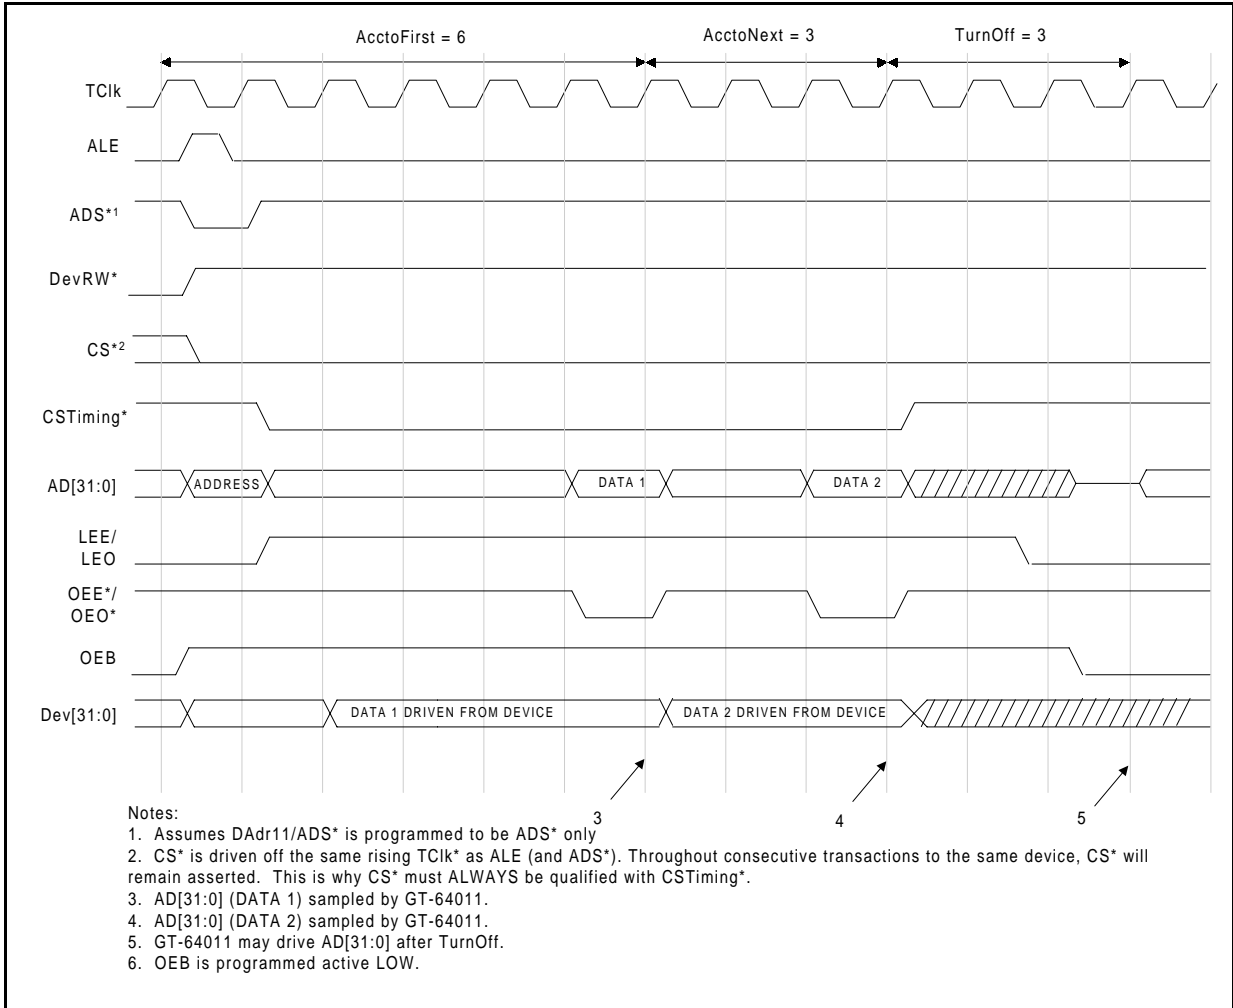 AcctoFirst = 6
AcctoNext = 3
TurnOff = 3
TClk
ALE
ADS*1
DevRW*
CS*2
CSTiming*
AD[31:0]
ADDRESS
DATA 1
DATA 2
LEE/
LEO
OEE*/
OEO*
OEB
Dev[31:0]
DATA 1 DRIVEN FROM DEVICE
DATA 2 DRIVEN FROM DEVICE
3
4
5
Notes:
1. Assumes DAdr11/ADS* is programmed to be ADS* only
2. CS* is driven off the same rising TClk* as ALE (and ADS*). Throughout consecutive transactions to the same device, CS* will
remain asserted. This is why CS* must ALWAYS be qualified with CSTiming*.
3. AD[31:0] (DATA 1) sampled by GT-64011.
4. AD[31:0] (DATA 2) sampled by GT-64011.
5. GT-64011 may drive AD[31:0] after TurnOff.
6. OEB is programmed active LOW.